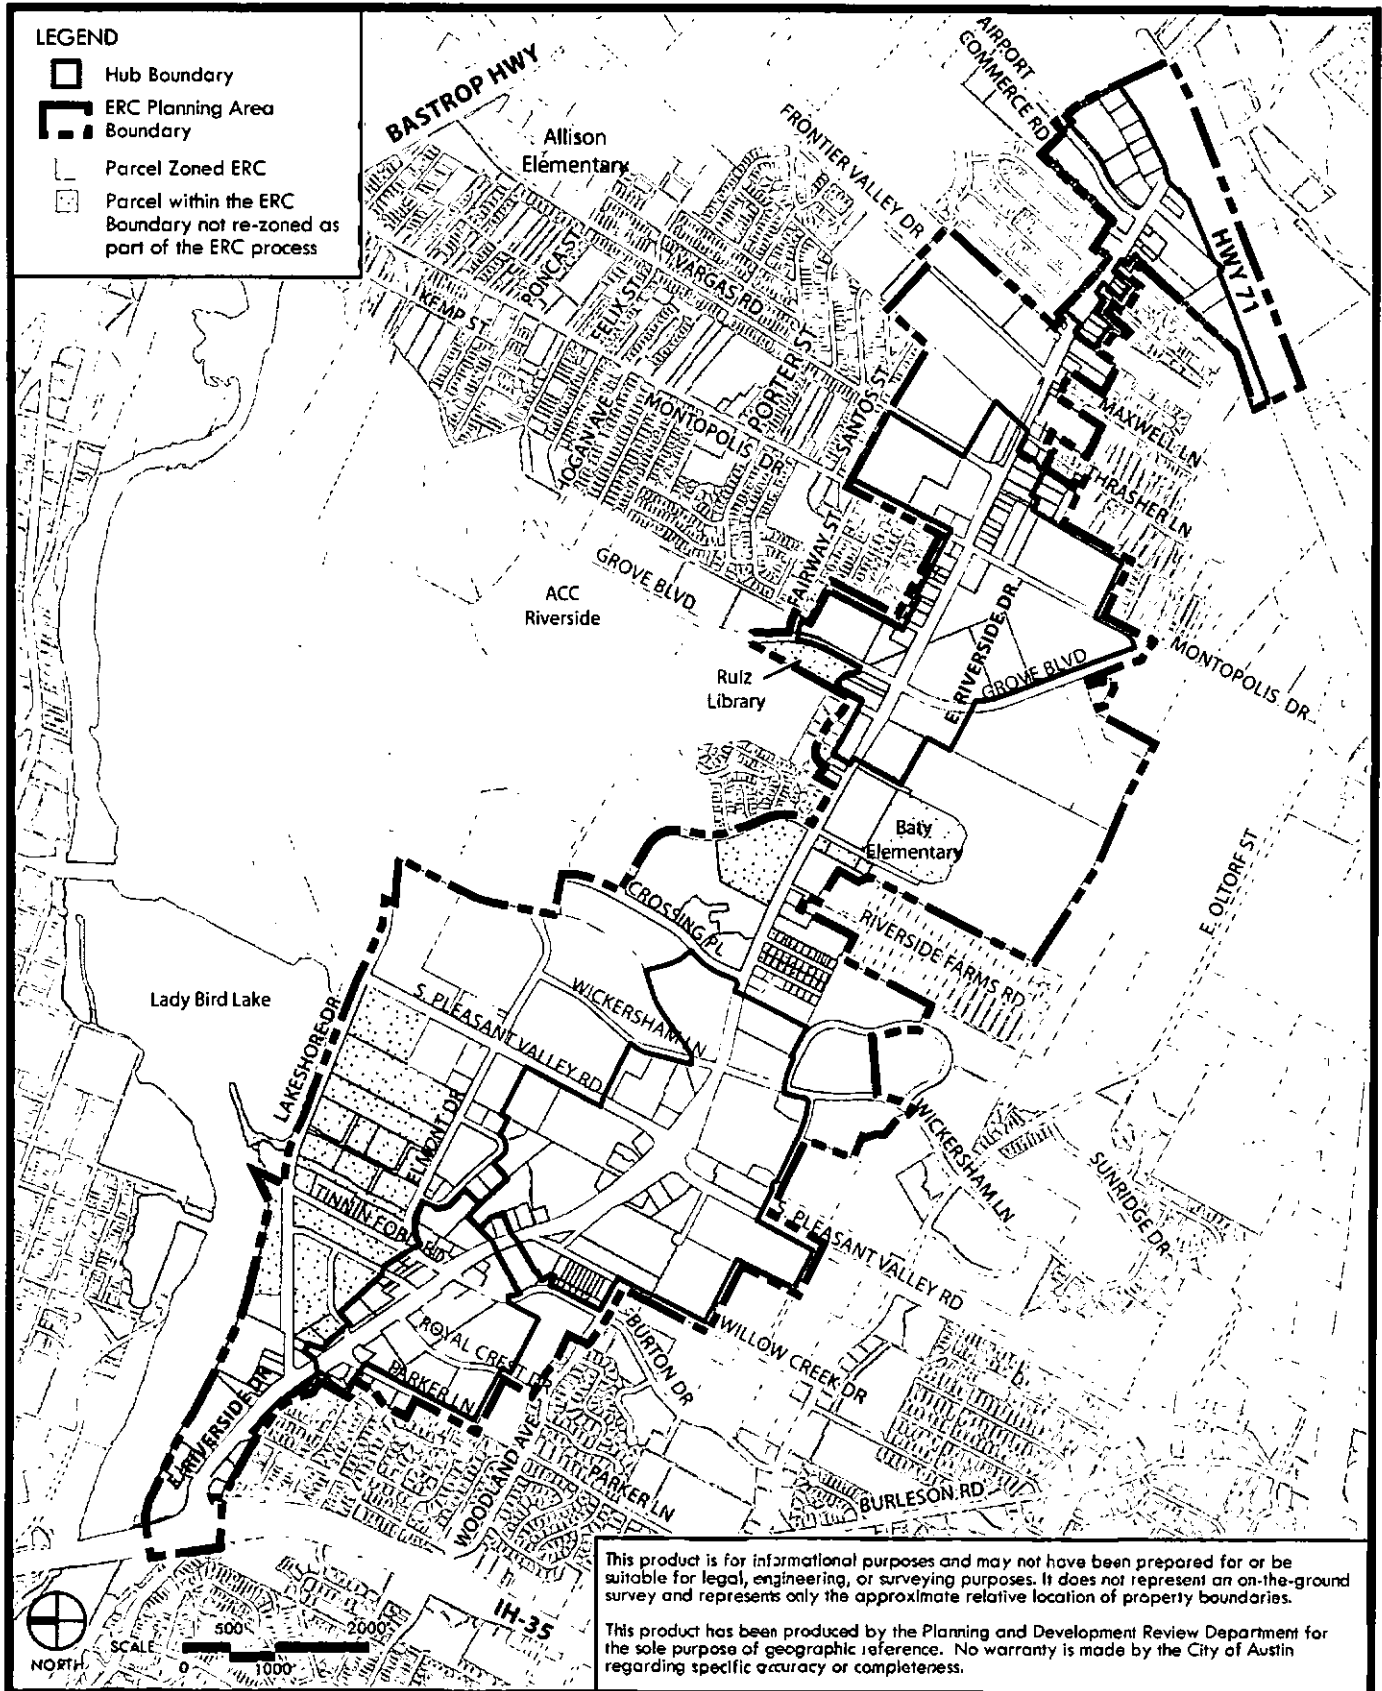 LEGEND
Hub Boundary
ERC Planning Area
Boundary
Parcel Zoned ERC
Parcel within the ERC
Boundary not re-zoned as
part of the ERC process
BASTROP HWY
Allison
Elementary
AIRPORT
COMMERCE RD
FRONTIER VALLEY DR
HWY 71
PONCA ST
VARGAS RD
KEMP ST
FELIX ST
PORTER ST
SANTOS ST
HOGAN AVE
MONTOPOLIS DR
MAXWELL LN
THRASHER LN
FAIRWAY ST
GROVE BLVD
ACC
Riverside
E. RIVERSIDE DR
GROVE BLVD
MONTOPOLIS DR
Ruiz
Library
Baty
Elementary
E. OLTORF ST
CROSSING PL
RIVERSIDE FARMS RD
Lady Bird Lake
LAKESHORE DR
S. PLEASANT VALLEY RD
WICKERSHAM LN
ELMONT DR
WICKERSHAM LN
SUNRIDGE DR
TINNIN FORD RD
S. PLEASANT VALLEY RD
ROYAL CREST DR
BURTON DR
WILLOW CREEK DR
PARKER LN
E. RIVERSIDE DR
WOODLAND AVE
PARKER LN
BURLESON RD
IH-35
NORTH
SCALE
500
2000
0
1000
This product is for informational purposes and may not have been prepared for or be
suitable for legal, engineering, or surveying purposes. It does not represent an on-the-ground
survey and represents only the approximate relative location of property boundaries.
This product has been produced by the Planning and Development Review Department for
the sole purpose of geographic reference. No warranty is made by the City of Austin
regarding specific accuracy or completeness.